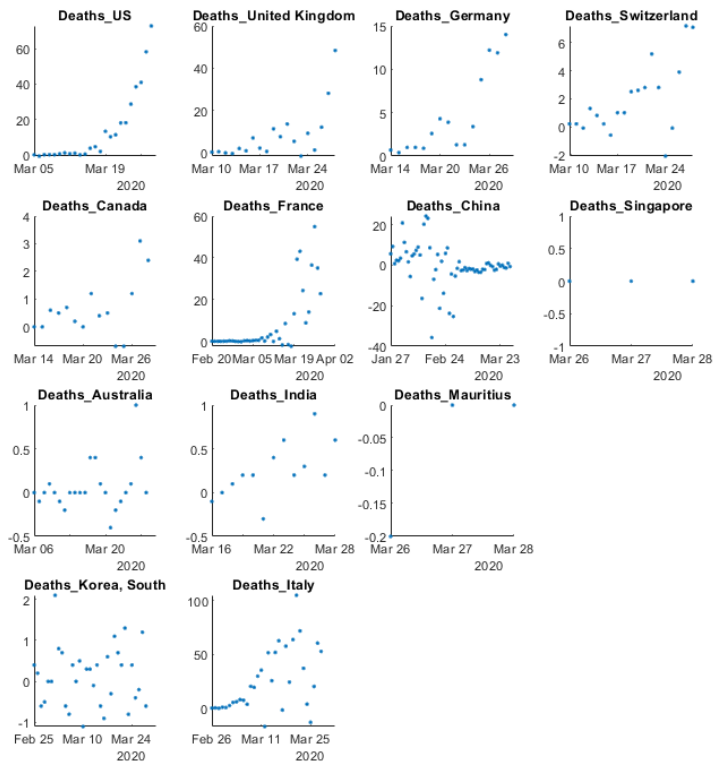 Deaths_US
60
40
20
0
Mar 05
Mar 19
2020
Deaths_United Kingdom
60
40
20
0
Mar 10
Mar 24
2020
Deaths_Germany
15
10
5
0
Mar 14
Mar 20
Mar 26
2020
Deaths_Switzerland
6
4
2
0
-2
Mar 10
Mar 17
Mar 24
2020
Deaths_Canada
4
3
2
1
0
Mar 14
Mar 20
Mar 26
2020
Deaths_France
60
40
20
0
Feb 20
Mar 05
Mar 19
Apr 02
2020
Deaths_China
20
0
-20
-40
Jan 27
Feb 24
Mar 23
2020
Deaths_Singapore
1
0.5
0
-0.5
-1
Mar 26
Mar 27
Mar 28
2020
Deaths_Australia
1
0.5
0
-0.5
Mar 06
Mar 20
2020
Deaths_India
1
0.5
0
-0.5
Mar 16
Mar 22
Mar 28
2020
Deaths_Mauritius
0
-0.05
-0.1
-0.15
-0.2
Mar 26
Mar 27
Mar 28
2020
Deaths_Korea, South
2
1
0
-1
Feb 25
Mar 10
Mar 24
2020
Deaths_Italy
100
50
0
Feb 26
Mar 11
Mar 25
2020